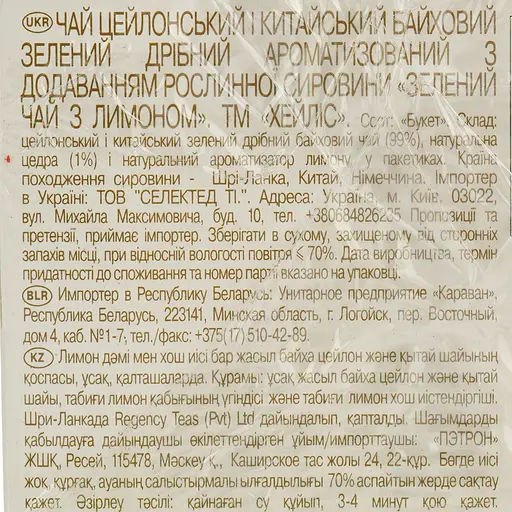 UKR ЧАЙ ЦЕЙЛОНСЬКИЙ І КИТАЙСЬКИЙ БАЙХОВИЙ
ЗЕЛЕНИЙ ДРІБНИЙ АРОМАТИЗОВАНИЙ З
ДОДАВАННЯМ РОСЛИННОЇ СИРОВИНИ «ЗЕЛЕНИЙ
ЧАЙ З ЛИМОНОМ». ТМ «ХЕЙЛІС». Сорт: «Букет». Склад:
цейлонський і китайський зелений дрібний байховий чай (99%), натуральна
цедра (1%) і натуральний ароматизатор лимону, у пакетиках. Країна
походження сировини - Шрі-Ланка, Китай, Німеччина. Імпортер
в Україні: ТОВ "СЕЛЕКТЕД ТІ.". Адреса: Україна, м. Київ, 03022,
вул. Михайла Максимовича, буд. 10, тел. +380684826235 Пропозиції та
претензії, приймає імпортер. Зберігати в сухому, захищеному від сторонніх
запахів місці, при відносній вологості повітря ⩽ 70%. Дата виробництва, термін
придатності до споживання та номер партії вказано на упаковці.
BLR Импортер в Республику Беларусь: Унитарное предприятие «Караван»,
Республика Беларусь, 223141, Минская область, г. Логойск, пер. Восточный,
дом 4, каб. №1-7, тел./факс: +375(17) 510-42-89.
KZ Лимон дәмі мен хош иісі бар жасыл байха цейлон және қытай шайының
қоспасы, ұсақ, қалташаларда. Құрамы: ұсақ жасыл байха цейлон және қытай
шайы, табиғи лимон қабығының үгіндісі және табиғи лимон хош иістендіргіші.
Шри-Ланкада Regency Teas (Pvt) Ltd дайындалып, қапталды. Шағымдарды
қабылдауға дайындаушы өкілеттендірген ұйым/импорттаушы: «ПЭТРОН»
ЖШҚ, Ресей, 115478, Мәскеу қ., Каширское тас жолы 24, 22-құр. Бөгде иісі
жоқ, құрғақ, ауаның салыстырмалы ылғалдылығы 70% аспайтын жерде сақтау
қажет. Әзірлеу тәсілі: қайнаған су құйып, 3-4 минут қою қажет.